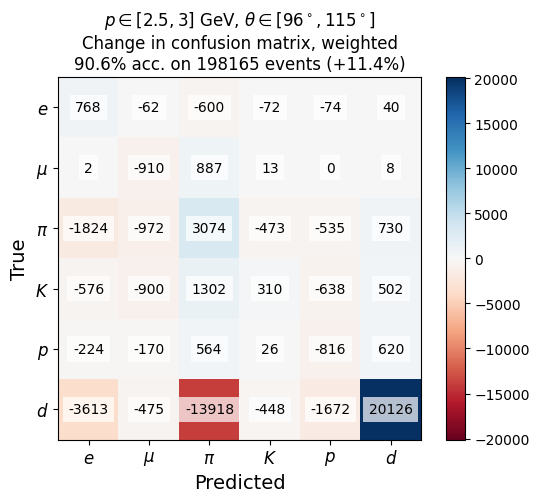 p ∈ [2.5, 3] GeV, θ ∈ [96°, 115°]
Change in confusion matrix, weighted
90.6% acc. on 198165 events (+11.4%)
True
e 768 -62 -600 -72 -74 40
μ 2 -910 887 13 0 8
π -1824 -972 3074 -473 -535 730
K -576 -900 1302 310 -638 502
p -224 -170 564 26 -816 620
d -3613 -475 -13918 -448 -1672 20126
e μ π K p d
Predicted
20000
15000
10000
5000
0
−5000
−10000
−15000
−20000